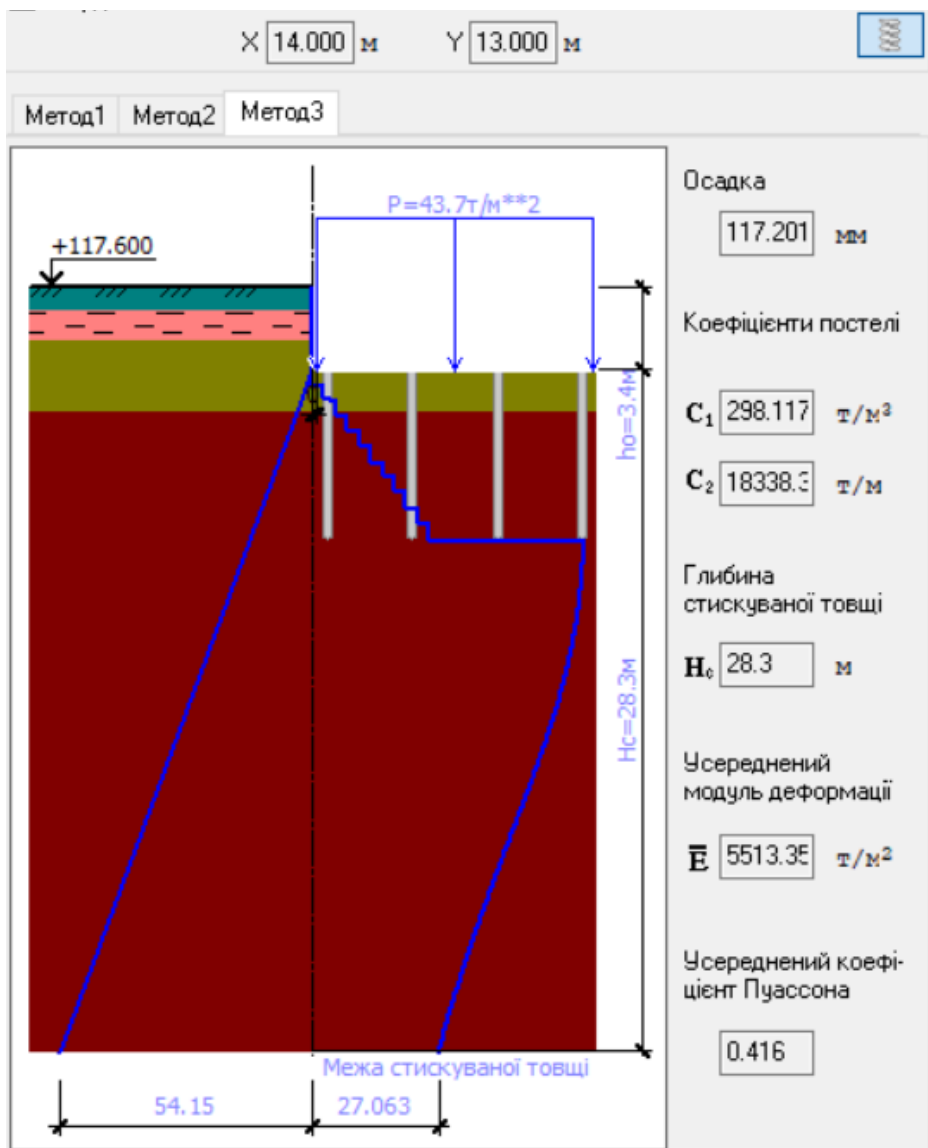 X 14.000 м Y 13.000 м
Метод1 Метод2 Метод3
P=43.7т/м**2
+117.600
ho=3.4м
Hc=28.3м
Межа стискуваної товщі
54.15 27.063
Осадка
117.201 мм
Коефіцієнти постелі
C₁ 298.117 т/м³
C₂ 18338.3 т/м
Глибина
стискуваної товщі
Hc 28.3 м
Усереднений
модуль деформації
E̅ 5513.35 т/м²
Усереднений коефі-
цієнт Пуассона
0.416